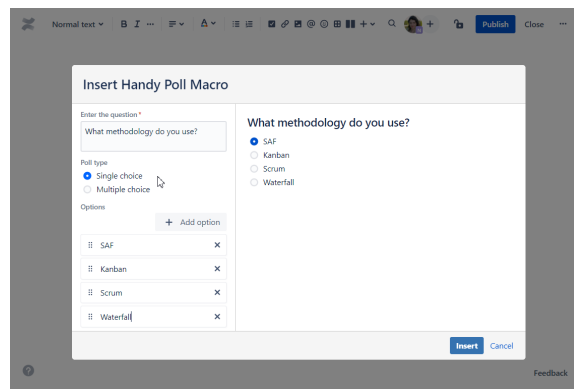 Normal text B I ... A Publish Close ...
Insert Handy Poll Macro
Enter the question *
What methodology do you use?
Poll type
Single choice
Multiple choice
Options
+ Add option
SAF
Kanban
Scrum
Waterfall
What methodology do you use?
SAF
Kanban
Scrum
Waterfall
Insert Cancel
Feedback